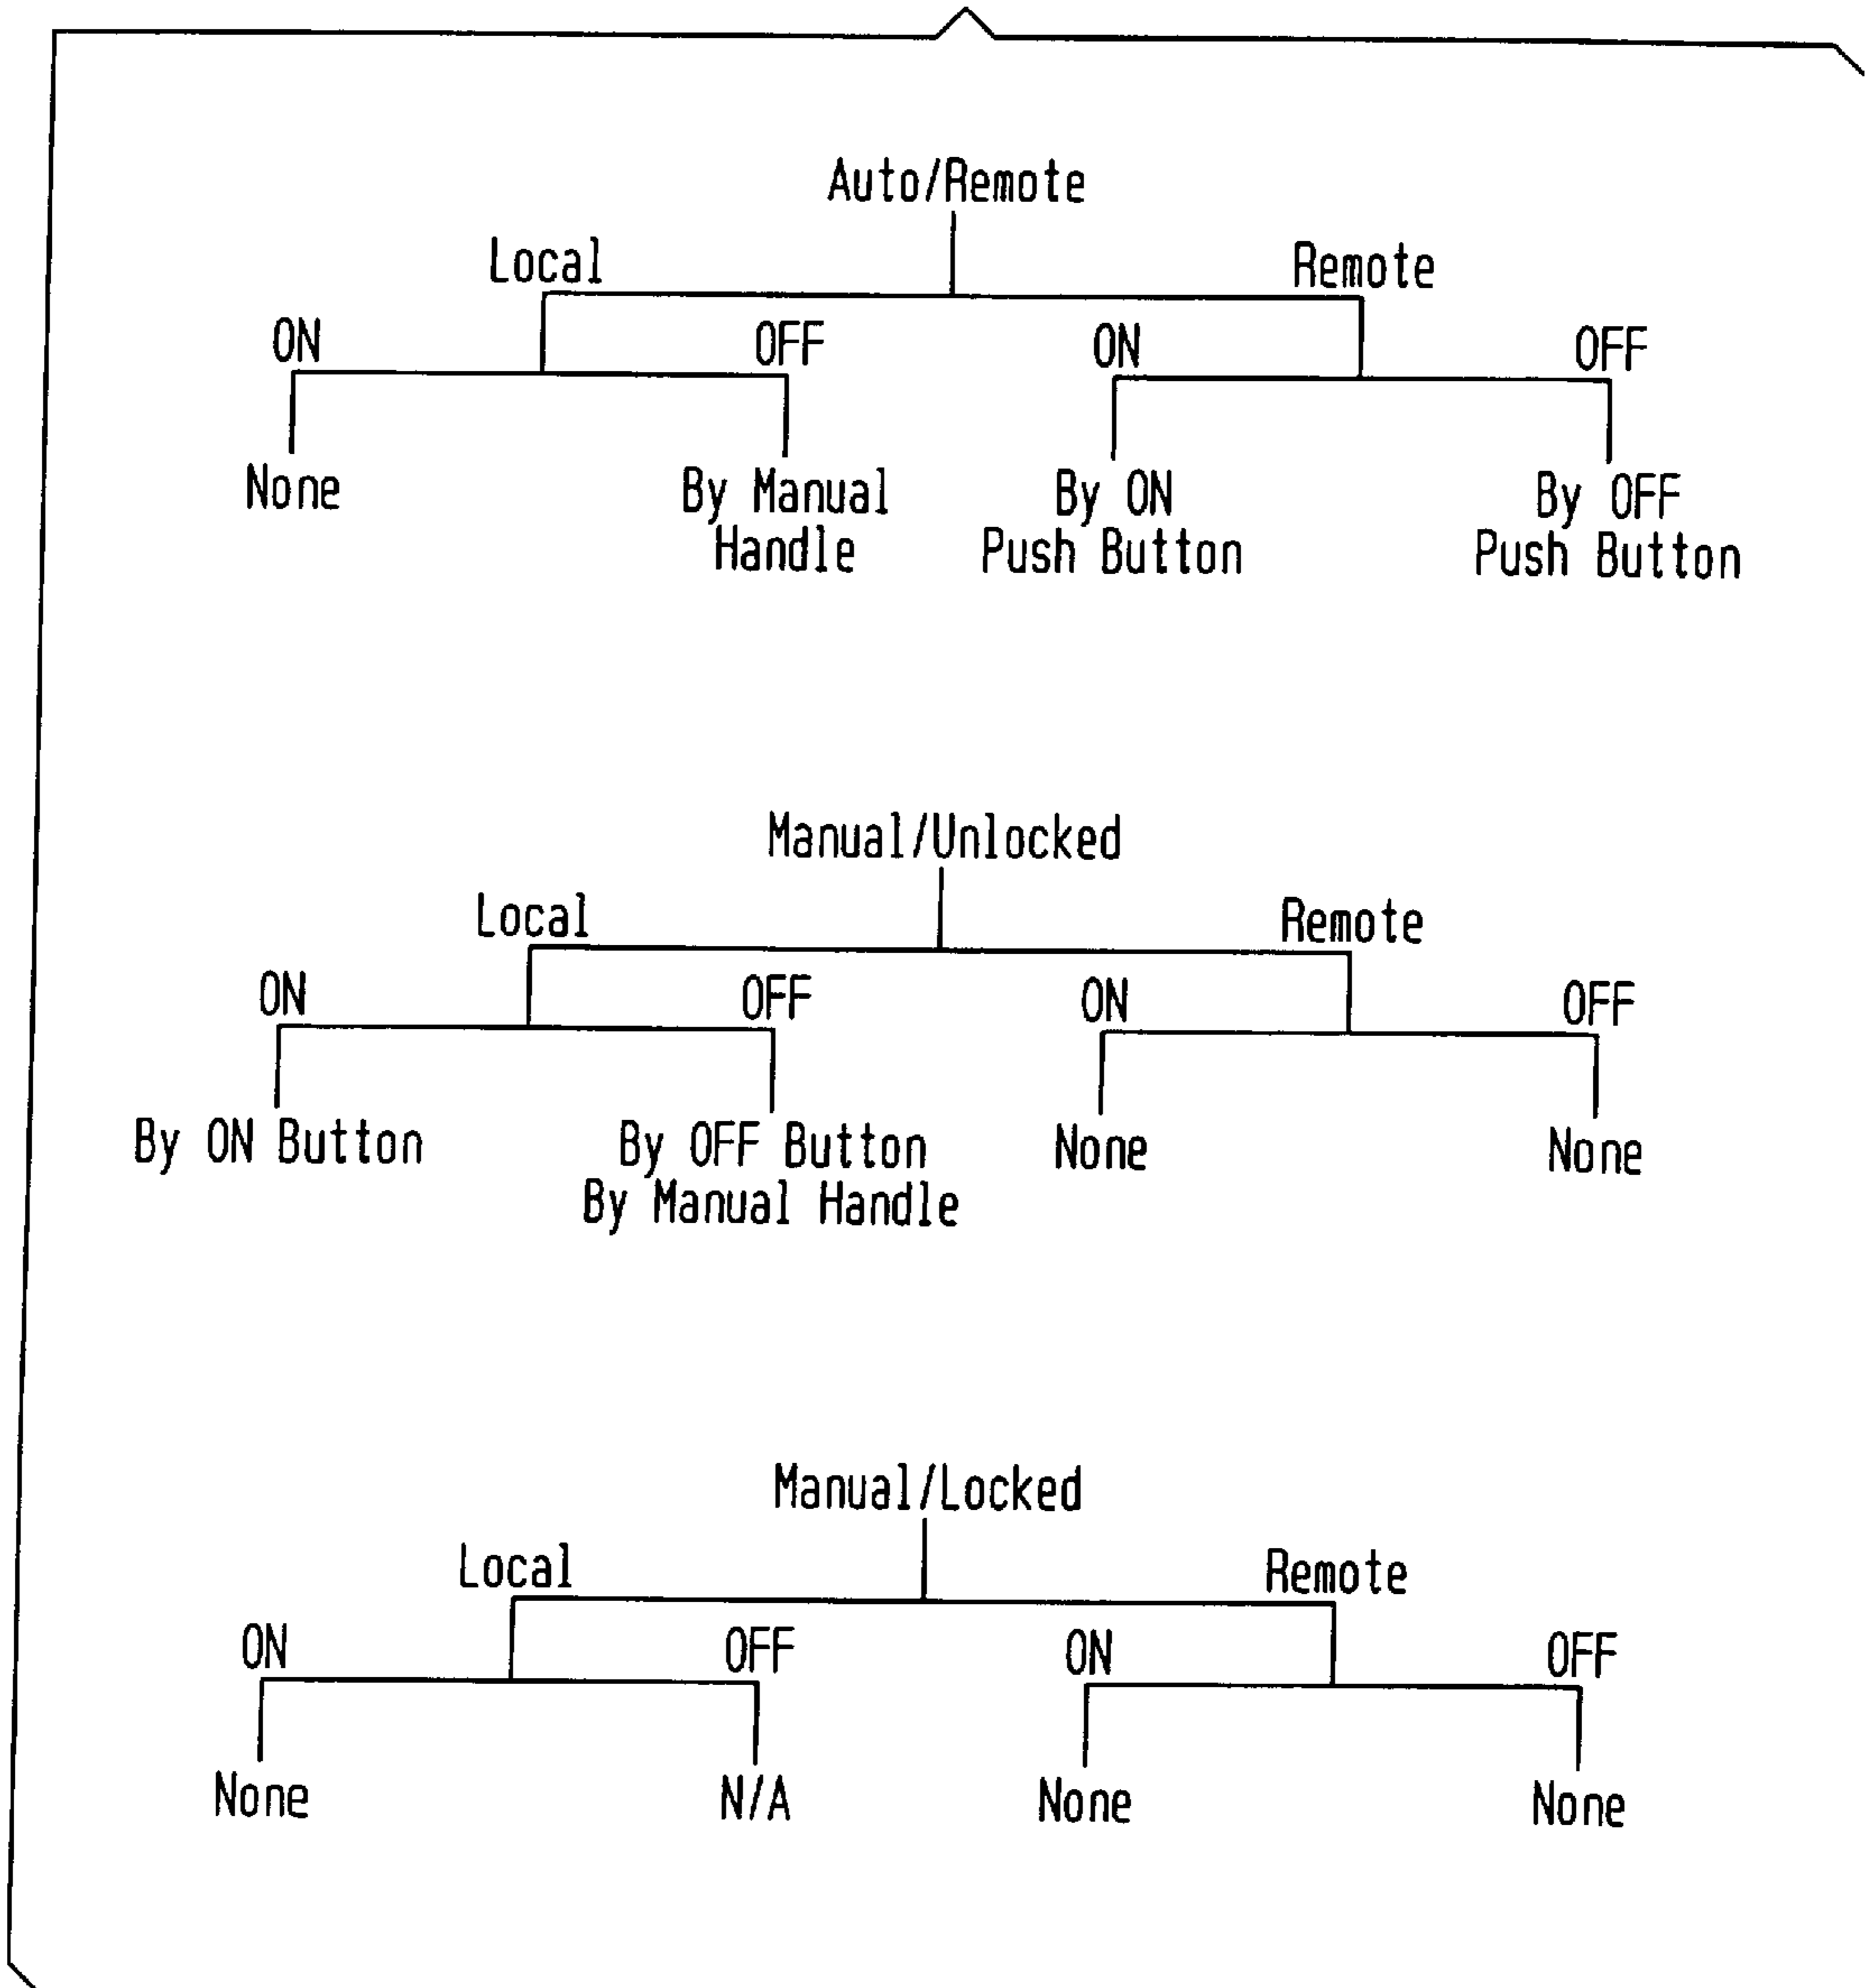 Auto/Remote
Local
Remote
ON
OFF
ON
OFF
None
By Manual
Handle
By ON
Push Button
By OFF
Push Button
Manual/Unlocked
Local
Remote
ON
OFF
ON
OFF
By ON Button
By OFF Button
By Manual Handle
None
None
Manual/Locked
Local
Remote
ON
OFF
ON
OFF
None
N/A
None
None